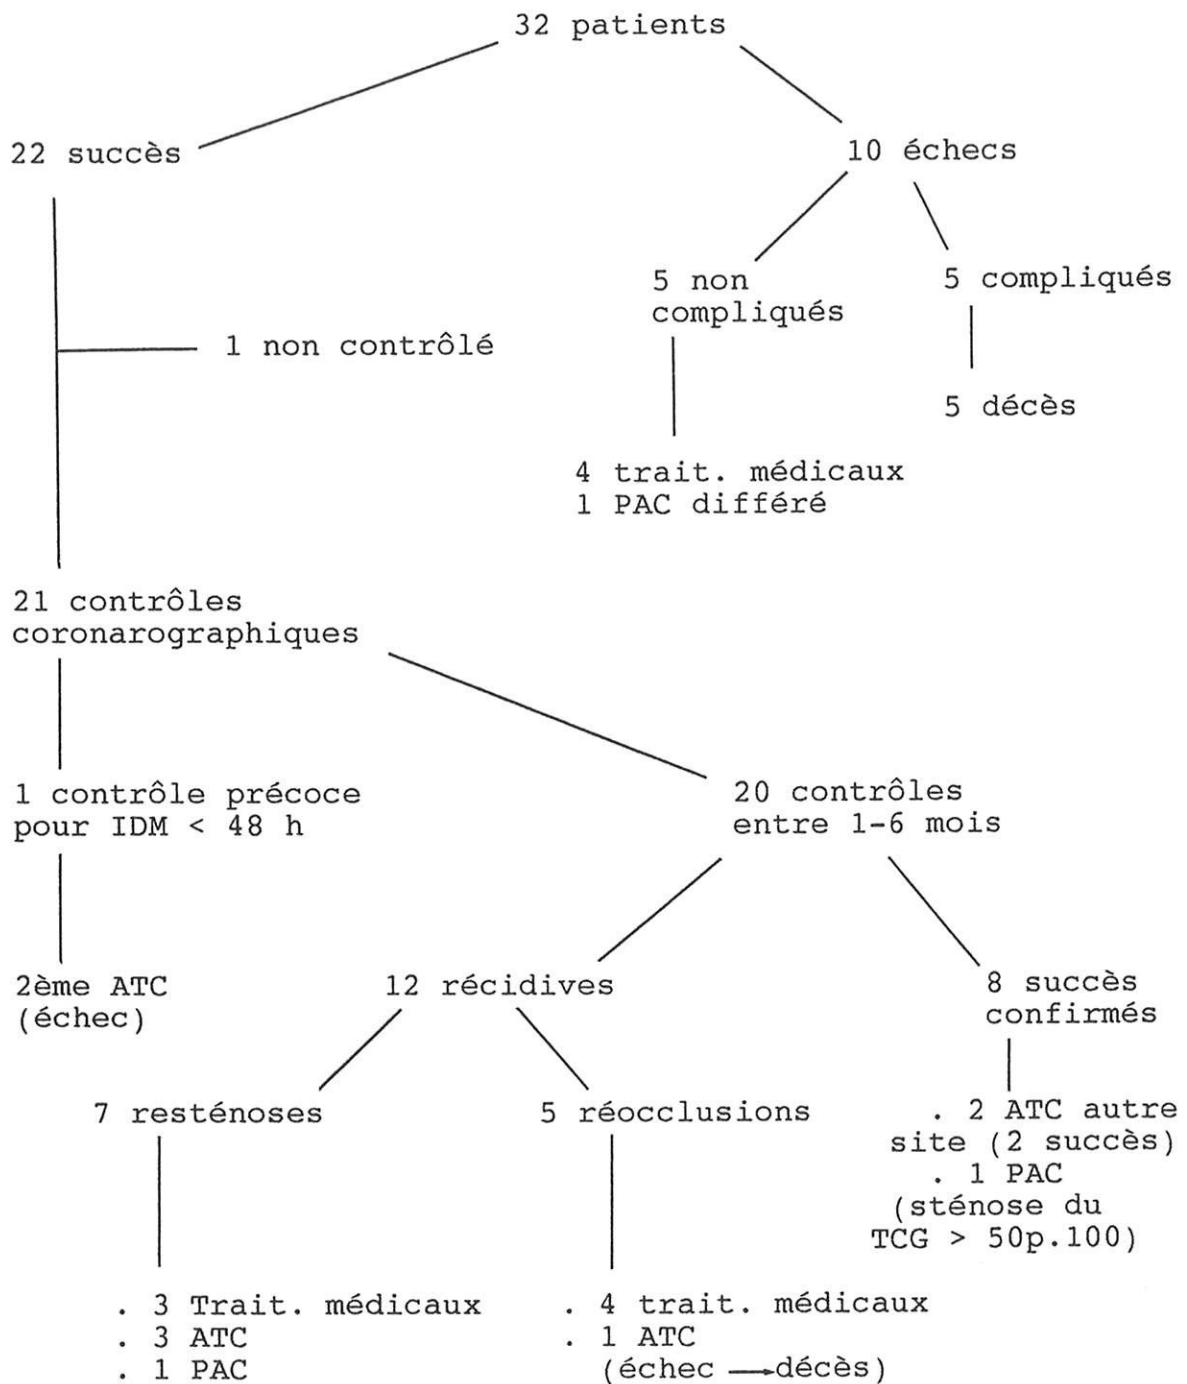 32 patients
22 succès
10 échecs
5 non
compliqués
5 compliqués
1 non contrôlé
5 décès
4 trait. médicaux
1 PAC différé
21 contrôles
coronarographiques
1 contrôle précoce
pour IDM < 48 h
20 contrôles
entre 1-6 mois
2ème ATC
(échec)
12 récidives
8 succès
confirmés
7 resténoses
5 réocclusions
. 2 ATC autre
site (2 succès)
. 1 PAC
(sténose du
TCG > 50p.100)
. 3 Trait. médicaux
. 3 ATC
. 1 PAC
. 4 trait. médicaux
. 1 ATC
(échec → décès)